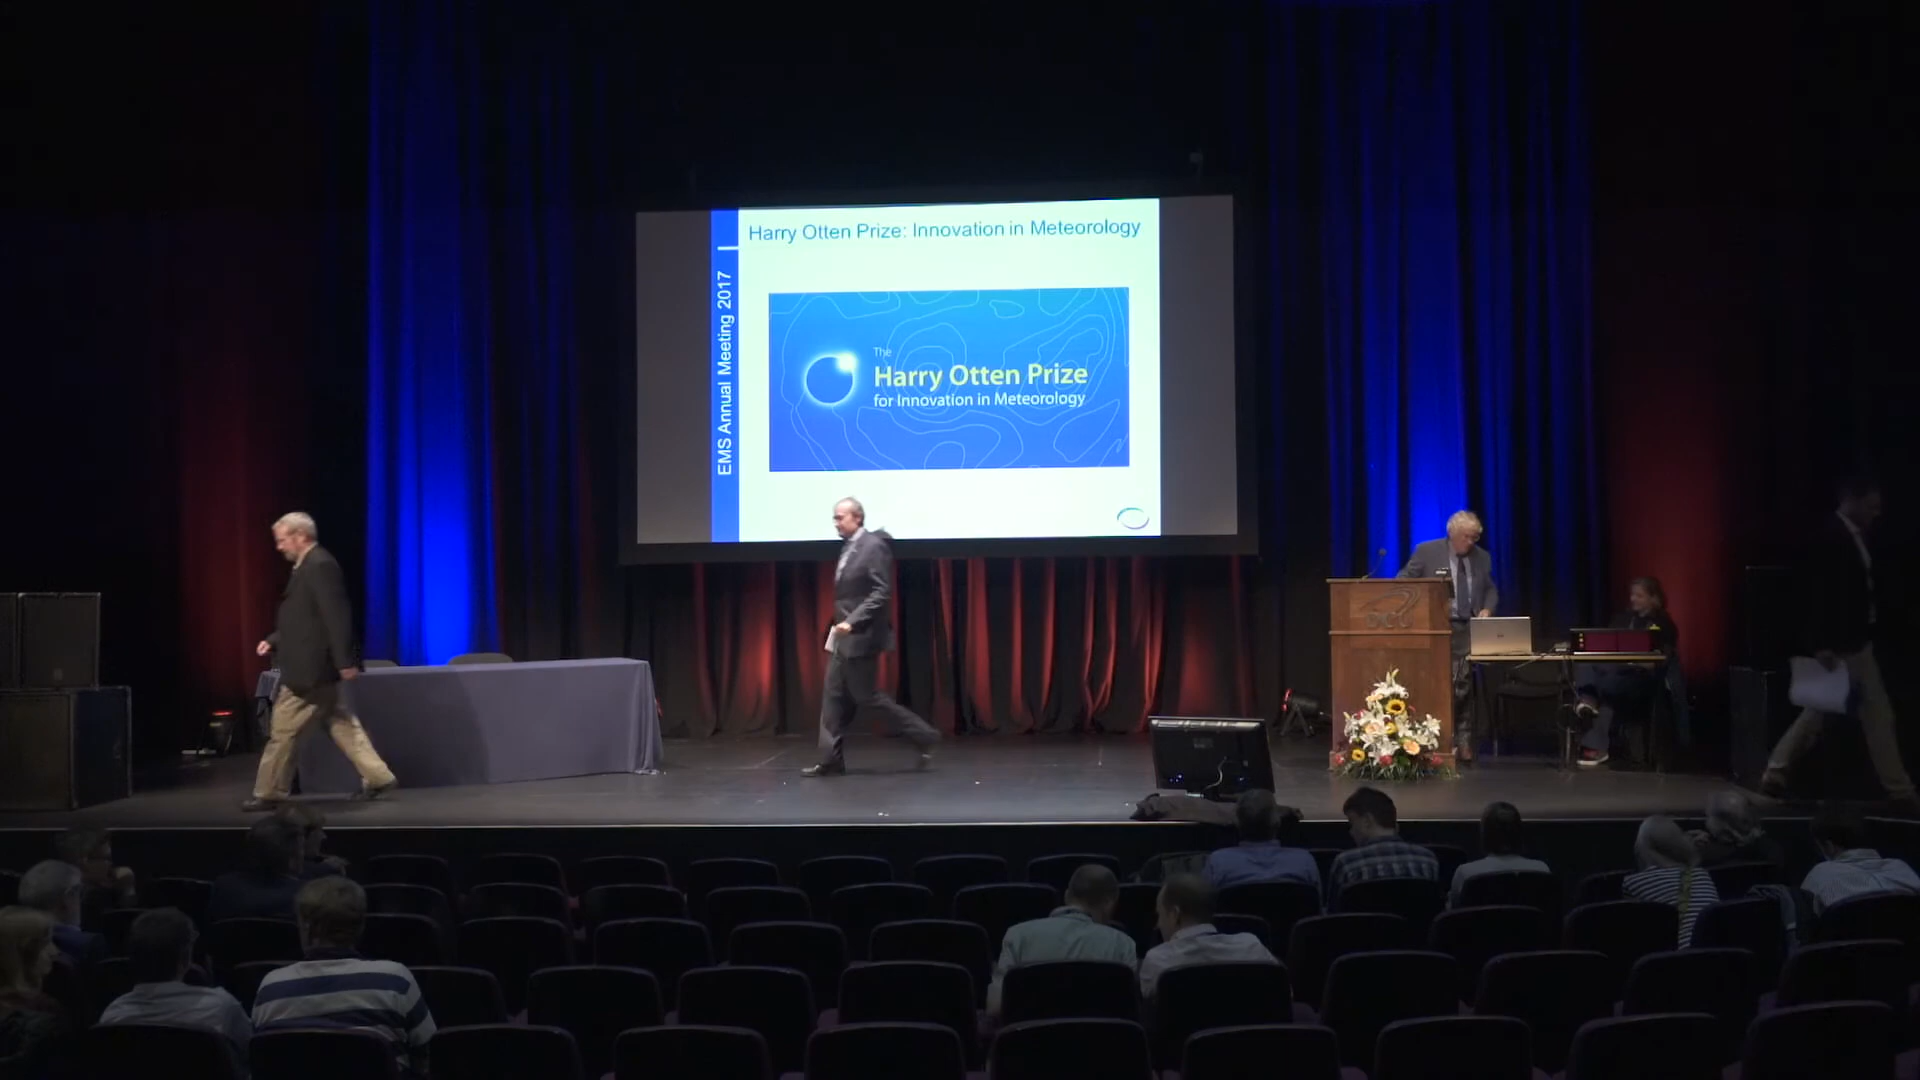 Harry Otten Prize: Innovation in Meteorology
EMS Annual Meeting 2017
The
Harry Otten Prize
for Innovation in Meteorology